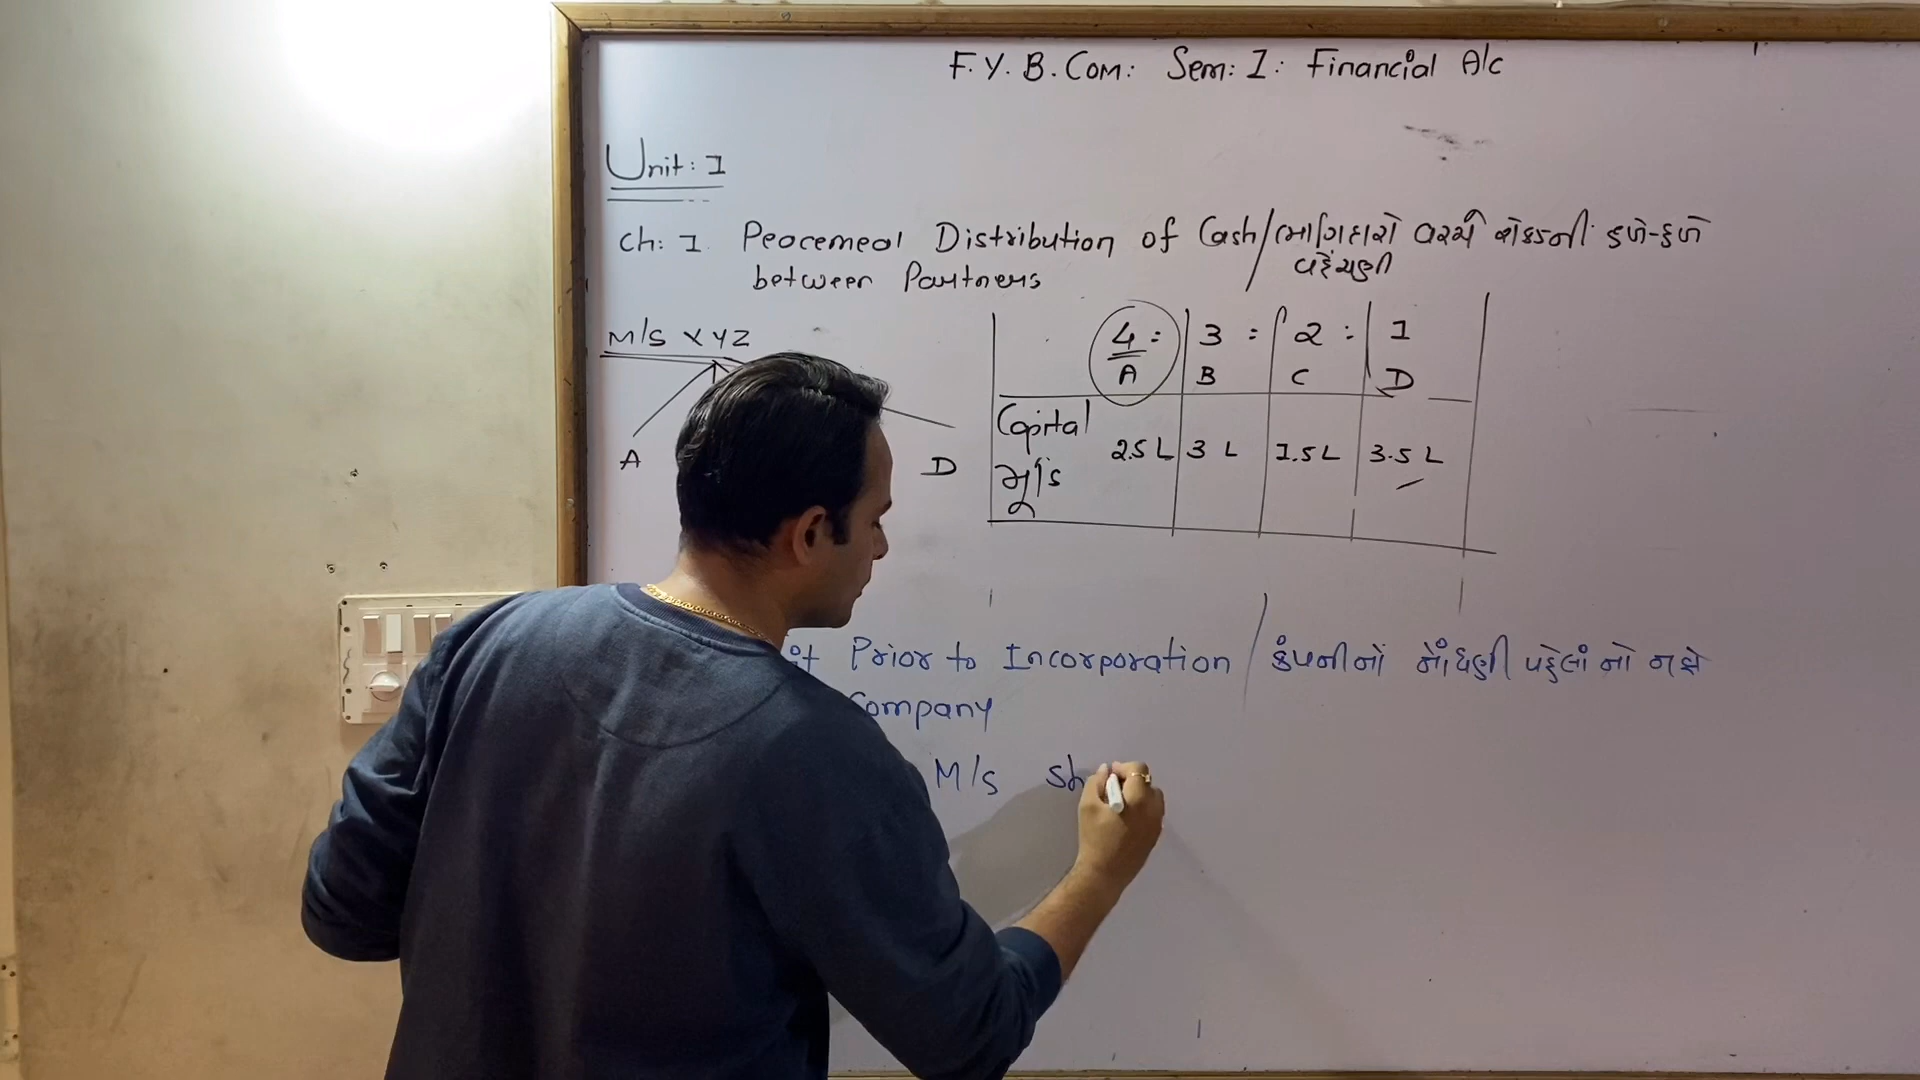 F. Y. B. Com: Sem: I: Financial A/c
Unit: 1
Ch: 1 Peacemeal Distribution of Cash/ભાગીદારો વચ્ચે રોકડની હપ્તે-હપ્તે
between Partners વહેંચણી
M/S XYZ
A D
4 : 3 : 2 : 1
A B C D
Capital 2.5 L 3 L 1.5 L 3.5 L
મૂ/s
Prior to Incorporation / કંપનીનો નોંધણી પહેલાં નો નફો
Company
M/s Sh